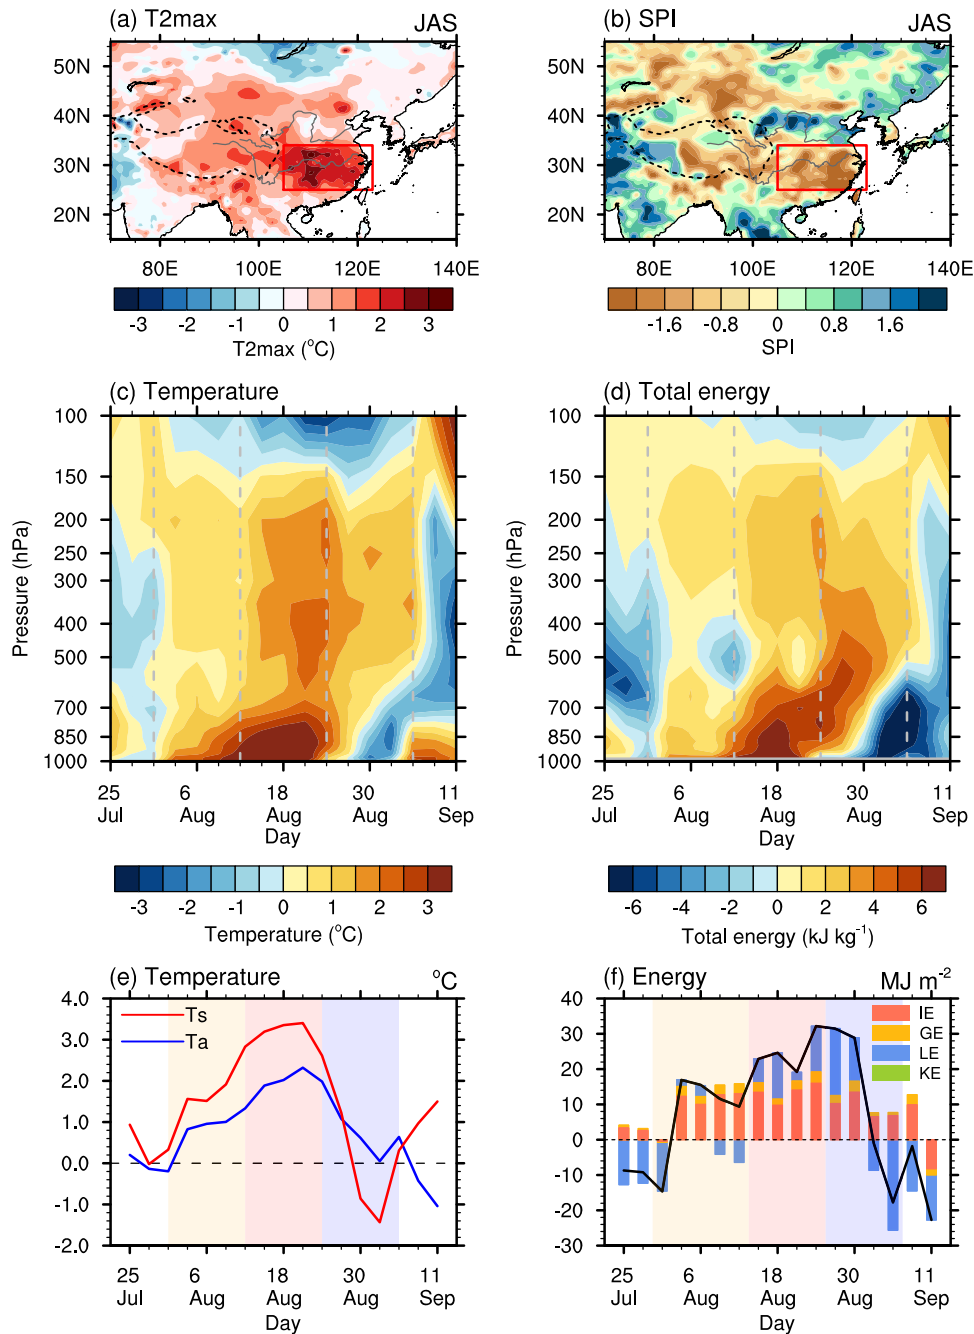 (a) T2max JAS
50N
40N
30N
20N
80E 100E 120E 140E
-3 -2 -1 0 1 2 3
T2max (°C)
(b) SPI JAS
50N
40N
30N
20N
80E 100E 120E 140E
-1.6 -0.8 0 0.8 1.6
SPI
(c) Temperature
Pressure (hPa)
100
150
200
250
300
400
500
700
850
1000
25 6 18 30 11
Jul Aug Aug Aug Sep
Day
-3 -2 -1 0 1 2 3
Temperature (°C)
(d) Total energy
Pressure (hPa)
100
150
200
250
300
400
500
700
850
1000
25 6 18 30 11
Jul Aug Aug Aug Sep
Day
-6 -4 -2 0 2 4 6
Total energy (kJ kg⁻¹)
(e) Temperature °C
4.0
3.0
2.0
1.0
0.0
-1.0
-2.0
Ts
Ta
25 6 18 30 11
Jul Aug Aug Aug Sep
Day
(f) Energy MJ m⁻²
40
30
20
10
0
-10
-20
-30
IE
GE
LE
KE
25 6 18 30 11
Jul Aug Aug Aug Sep
Day